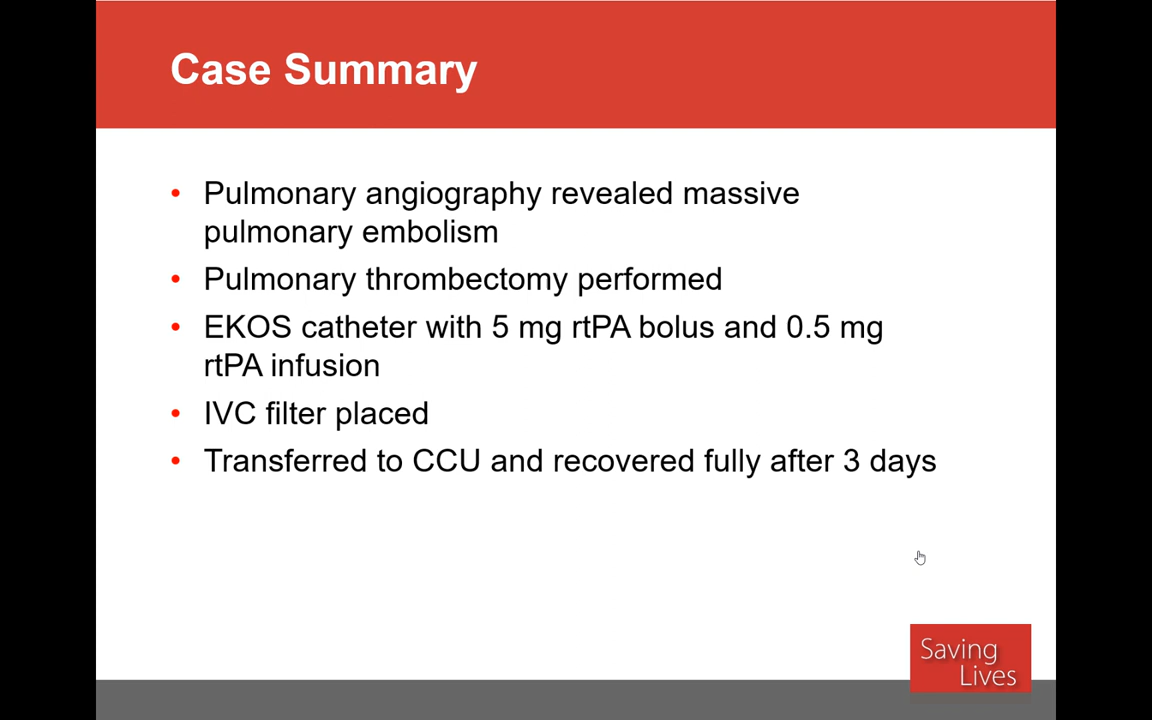 Case Summary
• Pulmonary angiography revealed massive
pulmonary embolism
• Pulmonary thrombectomy performed
• EKOS catheter with 5 mg rtPA bolus and 0.5 mg
rtPA infusion
• IVC filter placed
• Transferred to CCU and recovered fully after 3 days
Saving
Lives